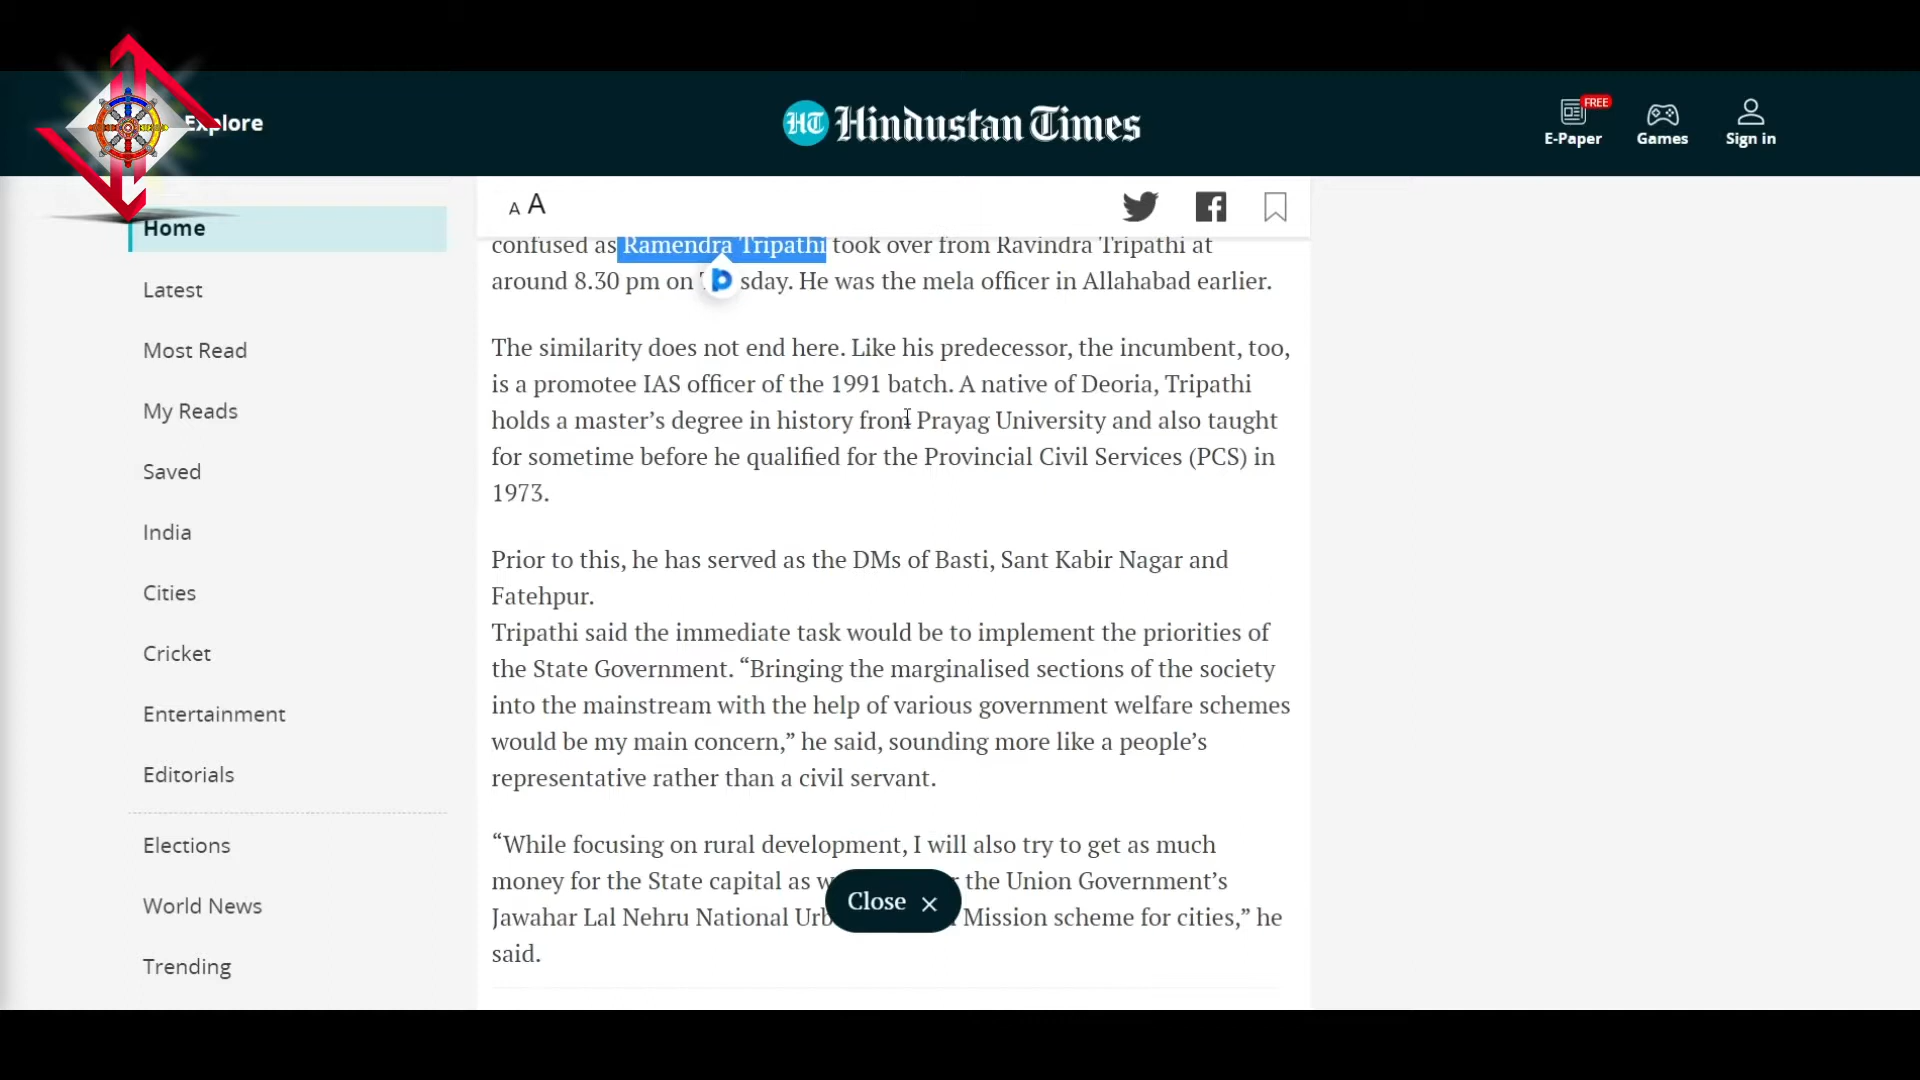 Explore
HT Hindustan Times
FREE
E-Paper
Games
Sign in
Home
Latest
Most Read
My Reads
Saved
India
Cities
Cricket
Entertainment
Editorials
Elections
World News
Trending
A A
confused as Ramendra Tripathi took over from Ravindra Tripathi at
around 8.30 pm on sday. He was the mela officer in Allahabad earlier.
The similarity does not end here. Like his predecessor, the incumbent, too,
is a promotee IAS officer of the 1991 batch. A native of Deoria, Tripathi
holds a master’s degree in history from Prayag University and also taught
for sometime before he qualified for the Provincial Civil Services (PCS) in
1973.
Prior to this, he has served as the DMs of Basti, Sant Kabir Nagar and
Fatehpur.
Tripathi said the immediate task would be to implement the priorities of
the State Government. “Bringing the marginalised sections of the society
into the mainstream with the help of various government welfare schemes
would be my main concern,” he said, sounding more like a people’s
representative rather than a civil servant.
“While focusing on rural development, I will also try to get as much
money for the State capital as the Union Government’s
Jawahar Lal Nehru National Mission scheme for cities,” he
said.
Close ×